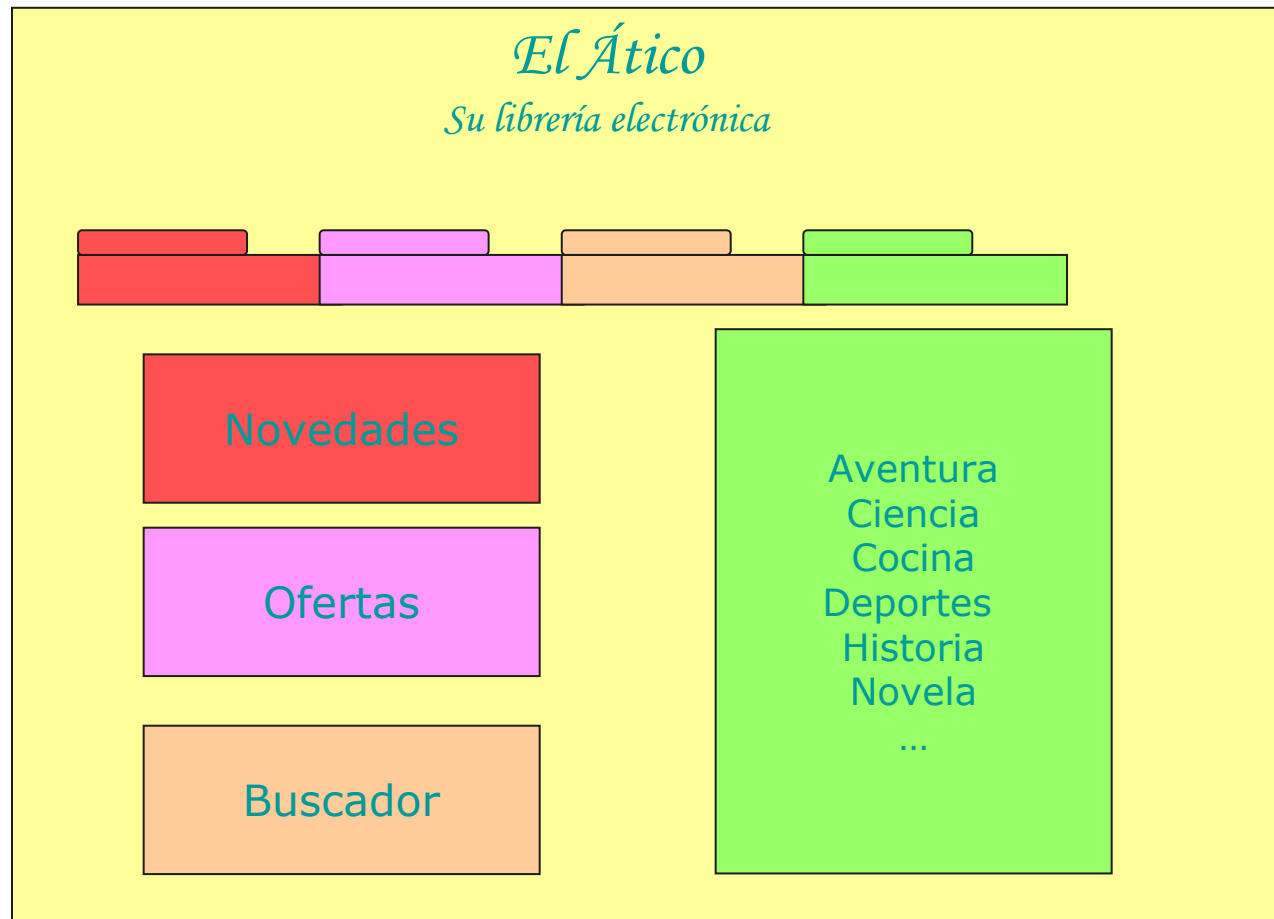 El Ático
Su librería electrónica
Novedades
Ofertas
Buscador
Aventura
Ciencia
Cocina
Deportes
Historia
Novela
…